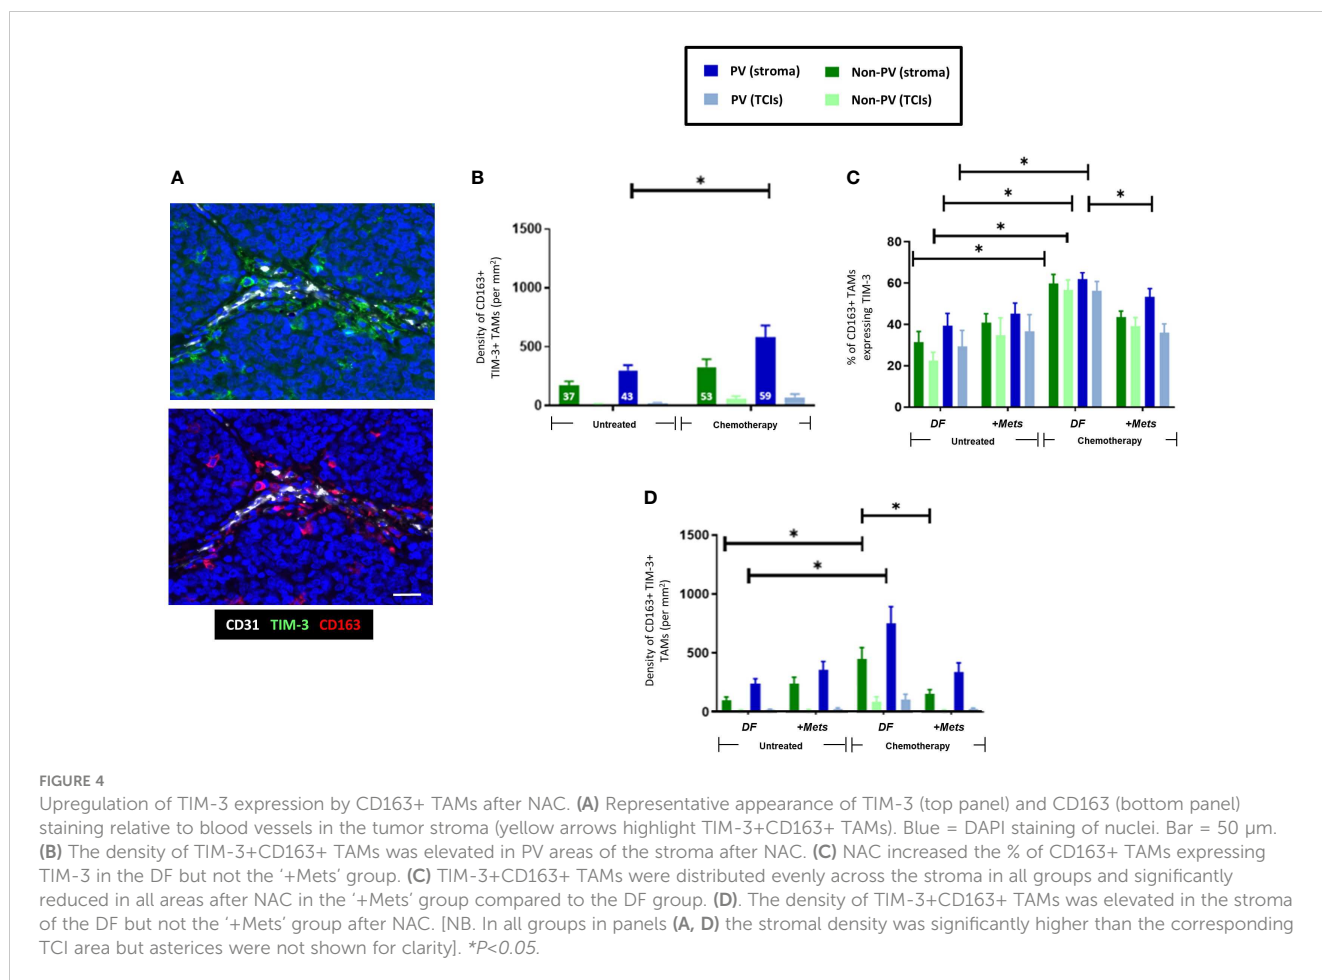 PV (stroma) Non-PV (stroma)
PV (TCIs) Non-PV (TCIs)
A
CD31 TIM-3 CD163
B
*
Density of CD163+
TIM-3+ TAMs (per mm²)
1500
1000
500
0
37 43 53 59
Untreated Chemotherapy
C
*
*
*
*
*
% of CD163+ TAMs
expressing TIM-3
80
60
40
20
0
DF +Mets DF +Mets
Untreated Chemotherapy
D
*
*
*
Density of CD163+ TIM-3+
TAMs (per mm²)
1500
1000
500
0
DF +Mets DF +Mets
Untreated Chemotherapy
FIGURE 4
Upregulation of TIM-3 expression by CD163+ TAMs after NAC. (A) Representative appearance of TIM-3 (top panel) and CD163 (bottom panel)
staining relative to blood vessels in the tumor stroma (yellow arrows highlight TIM-3+CD163+ TAMs). Blue = DAPI staining of nuclei. Bar = 50 µm.
(B) The density of TIM-3+CD163+ TAMs was elevated in PV areas of the stroma after NAC. (C) NAC increased the % of CD163+ TAMs expressing
TIM-3 in the DF but not the ‘+Mets’ group. (C) TIM-3+CD163+ TAMs were distributed evenly across the stroma in all groups and significantly
reduced in all areas after NAC in the ‘+Mets’ group compared to the DF group. (D). The density of TIM-3+CD163+ TAMs was elevated in the stroma
of the DF but not the ‘+Mets’ group after NAC. [NB. In all groups in panels (A, D) the stromal density was significantly higher than the corresponding
TCI area but asterices were not shown for clarity]. *P<0.05.